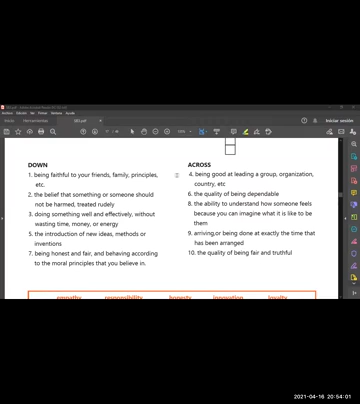 Inicio Herramientas
Iniciar sesión
DOWN
1. being faithful to your friends, family, principles,
etc.
2. the belief that something or someone should
not be harmed, treated rudely
3. doing something well and effectively, without
wasting time, money, or energy
5. the introduction of new ideas, methods or
inventions
7. being honest and fair, and behaving according
to the moral principles that you believe in.
ACROSS
4. being good at leading a group, organization,
country, etc
6. the quality of being dependable
8. the ability to understand how someone feels
because you can imagine what it is like to be
them
9. arriving,or being done at exactly the time that
has been arranged
10. the quality of being fair and truthful
empathy responsibility honesty innovation loyalty
2021-04-16 20:54:01